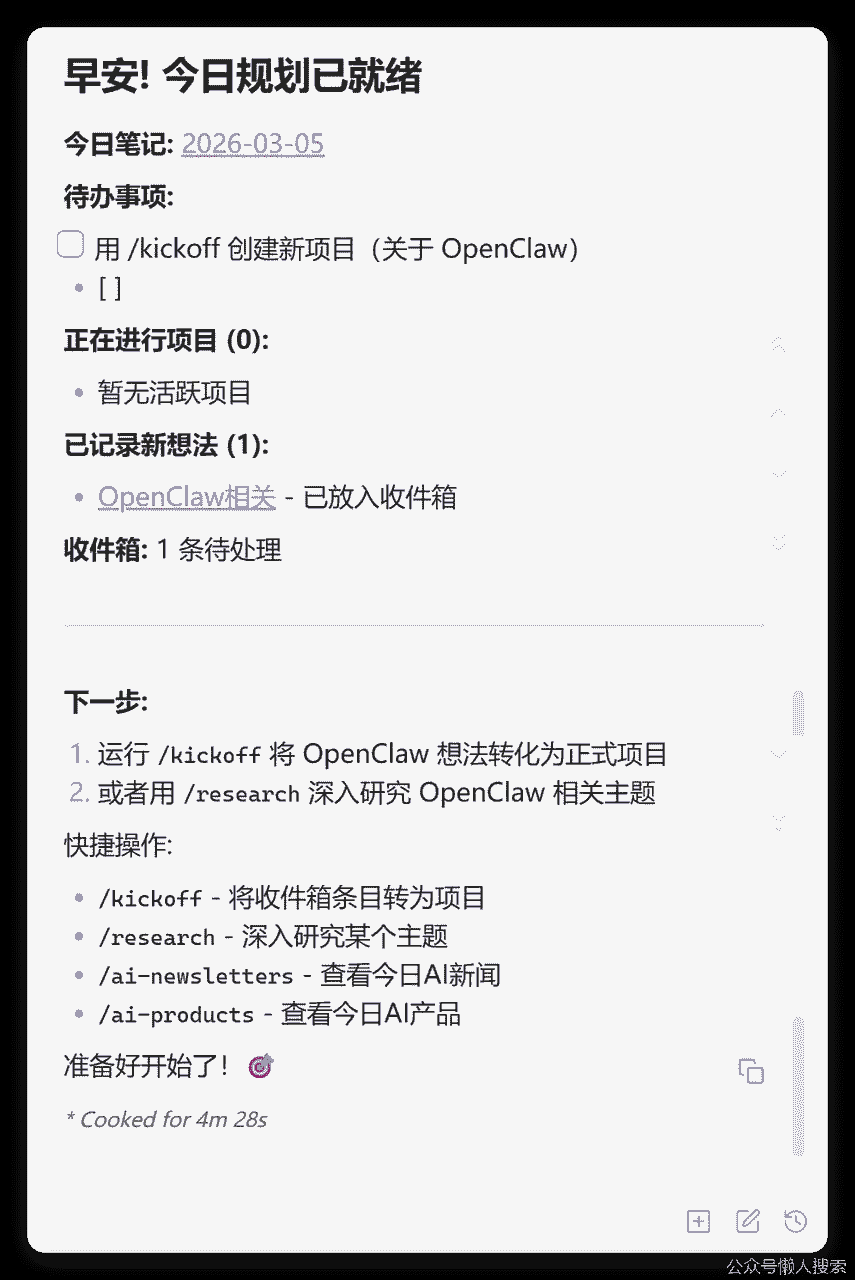 早安! 今日规划已就绪
今日笔记: 2026-03-05
待办事项:
用 /kickoff 创建新项目（关于 OpenClaw）
• [ ]
正在进行项目 (0):
• 暂无活跃项目
已记录新想法 (1):
• OpenClaw相关 - 已放入收件箱
收件箱: 1 条待处理
下一步:
1. 运行 /kickoff 将 OpenClaw 想法转化为正式项目
2. 或者用 /research 深入研究 OpenClaw 相关主题
快捷操作:
• /kickoff - 将收件箱条目转为项目
• /research - 深入研究某个主题
• /ai-newsletters - 查看今日AI新闻
• /ai-products - 查看今日AI产品
准备好开始了! 🎯
* Cooked for 4m 28s
公众号懒人搜索